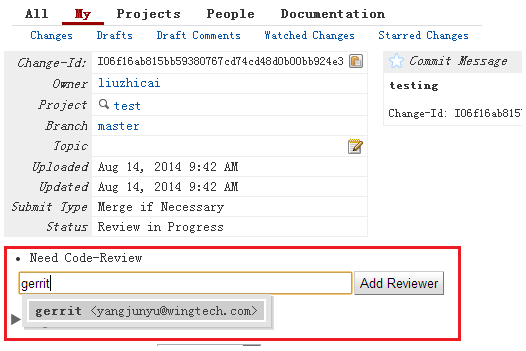 All My Projects People Documentation
Changes Drafts Draft Comments Watched Changes Starred Changes
Change-Id: I06f16ab815bb59380767cd74cd48d0b00bb924e3
Owner liuzhicai
Project test
Branch master
Topic
Uploaded Aug 14, 2014 9:42 AM
Updated Aug 14, 2014 9:42 AM
Submit Type Merge if Necessary
Status Review in Progress
Commit Message
testing
Change-Id: I06f16ab815
Need Code-Review
gerrit Add Reviewer
gerrit <yangjunyu@wingtech.com>